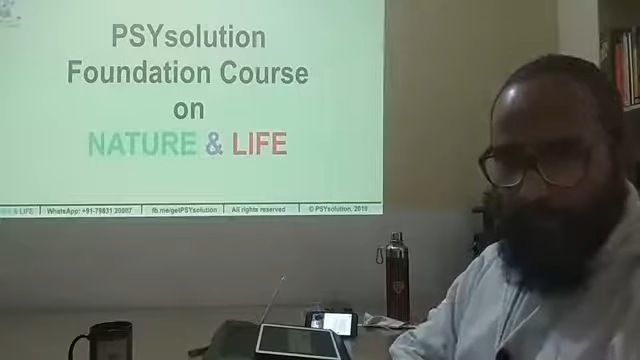 PSYsolution
Foundation Course
on
NATURE & LIFE
& LIFE WhatsApp: +91-79831 20007 fb.me/getPSYsolution All rights reserved © PSYsolution, 2019